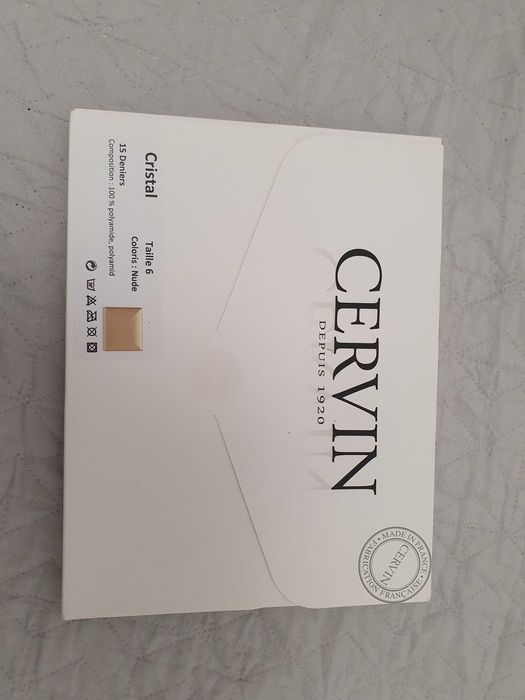 CERVIN
DEPUIS 1920
MADE IN FRANCE •
CERVIN
FABRICATION FRANÇAISE •
Cristal
Taille 6
Coloris : Nude
15 Deniers
Composition : 100 % polyamide, polyamid